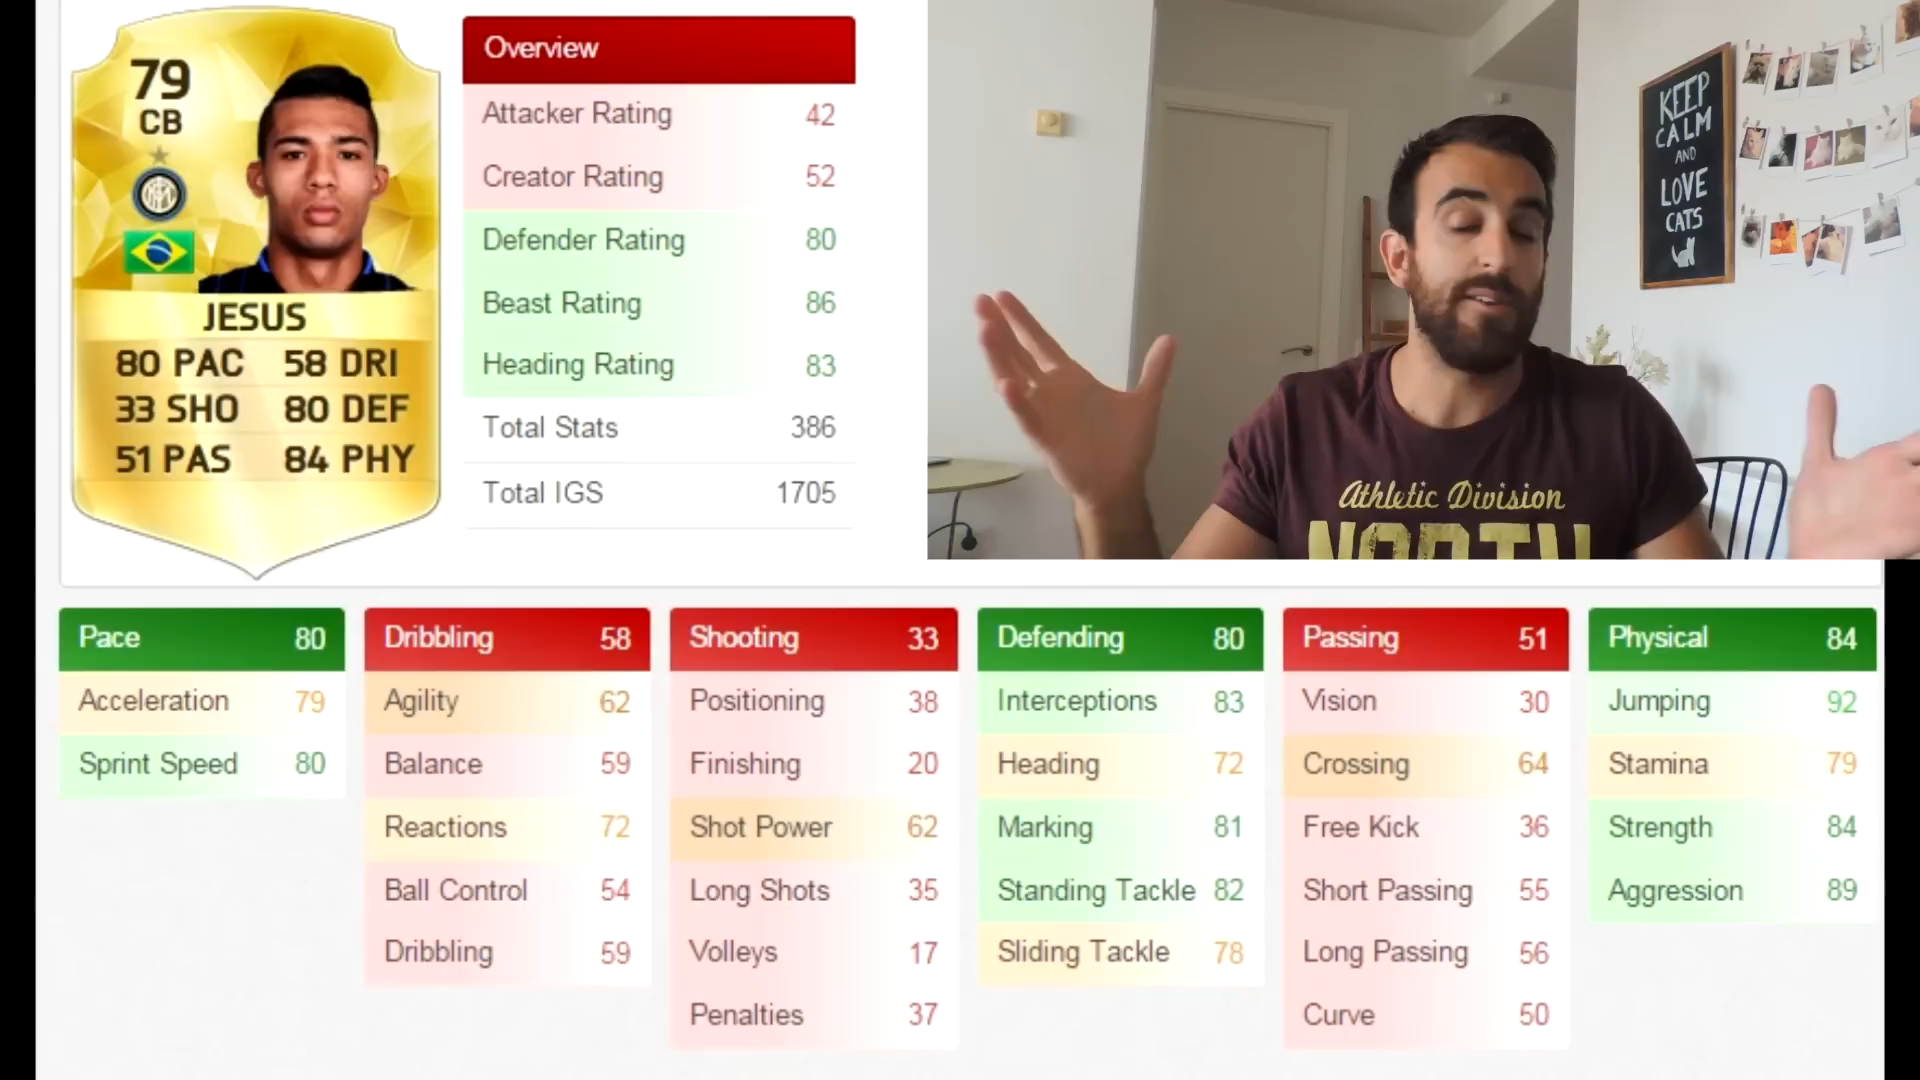 79
CB
JESUS
80 PAC 58 DRI
33 SHO 80 DEF
51 PAS 84 PHY
Overview
Attacker Rating 42
Creator Rating 52
Defender Rating 80
Beast Rating 86
Heading Rating 83
Total Stats 386
Total IGS 1705
KEEP
CALM
AND
LOVE
CATS
Athletic Division
NORTH
Pace 80
Acceleration 79
Sprint Speed 80
Dribbling 58
Agility 62
Balance 59
Reactions 72
Ball Control 54
Dribbling 59
Shooting 33
Positioning 38
Finishing 20
Shot Power 62
Long Shots 35
Volleys 17
Penalties 37
Defending 80
Interceptions 83
Heading 72
Marking 81
Standing Tackle 82
Sliding Tackle 78
Passing 51
Vision 30
Crossing 64
Free Kick 36
Short Passing 55
Long Passing 56
Curve 50
Physical 84
Jumping 92
Stamina 79
Strength 84
Aggression 89